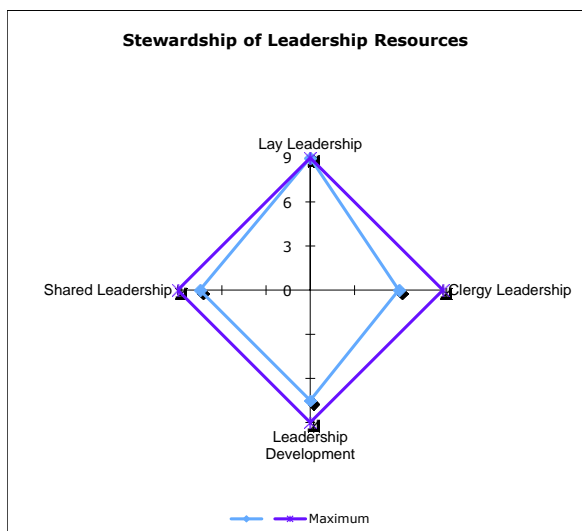 Stewardship of Leadership Resources
Lay Leadership
9
6
3
Shared Leadership 0 Clergy Leadership
Leadership
Development
Maximum